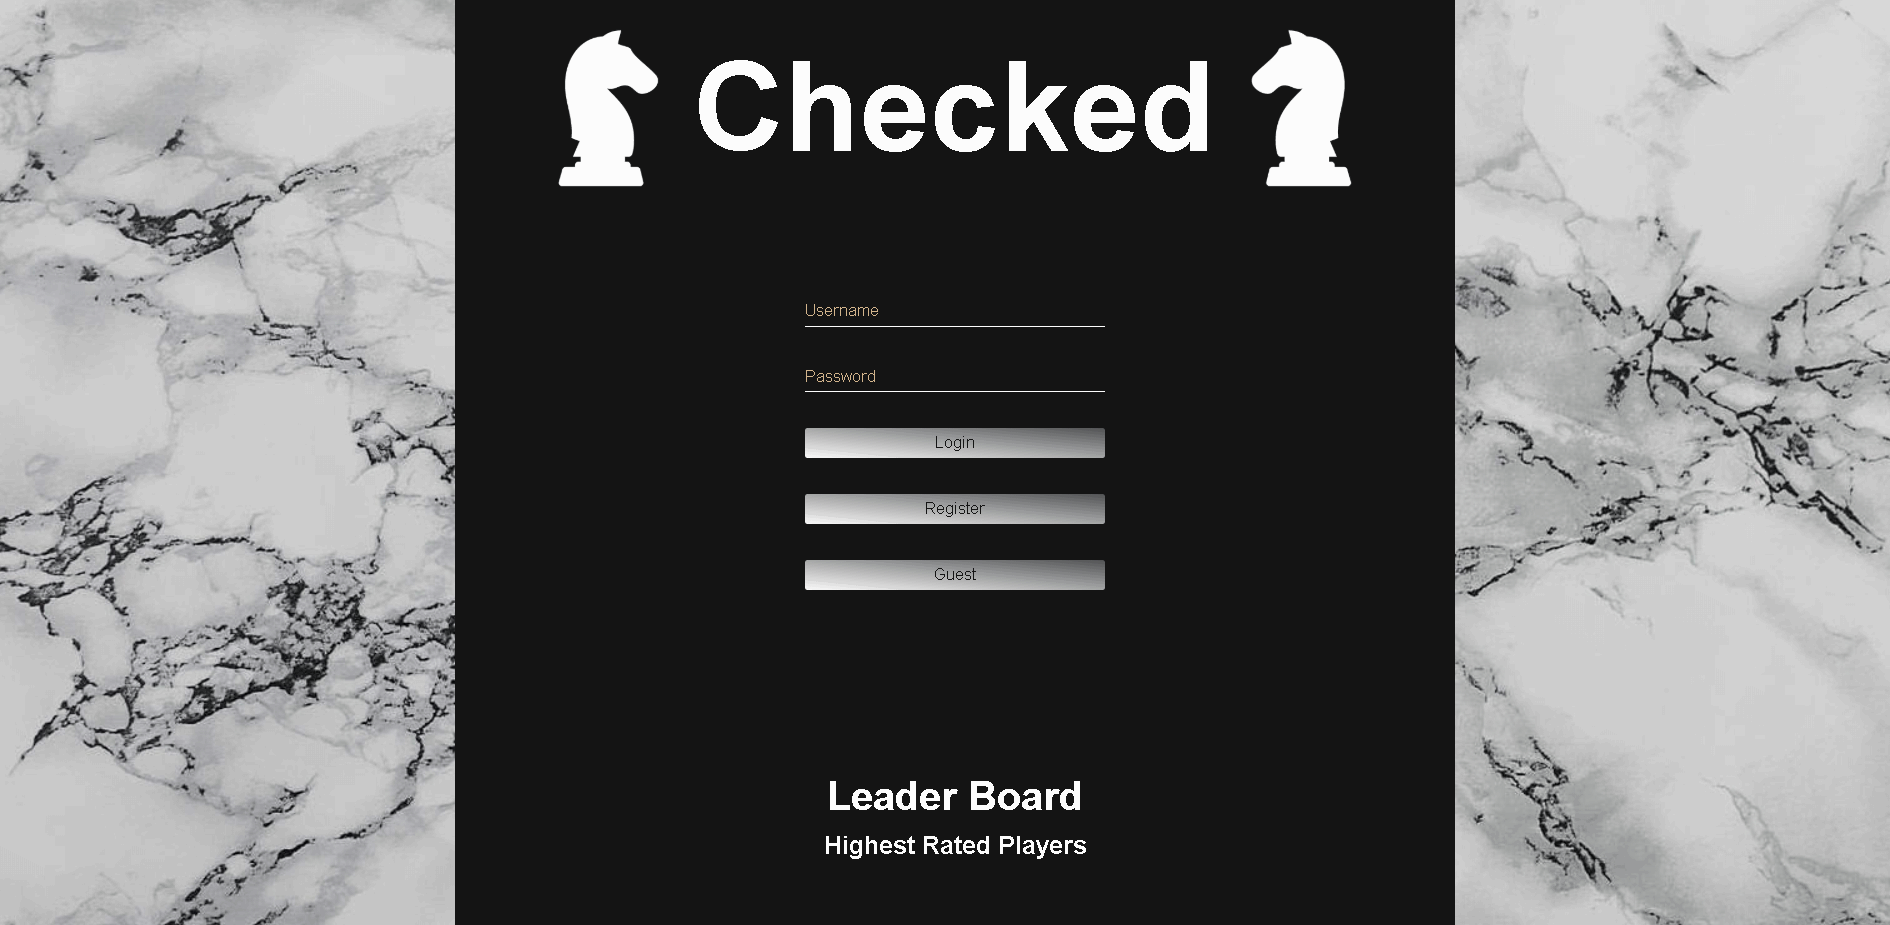 Checked
Username
Password
Login
Register
Guest
Leader Board
Highest Rated Players